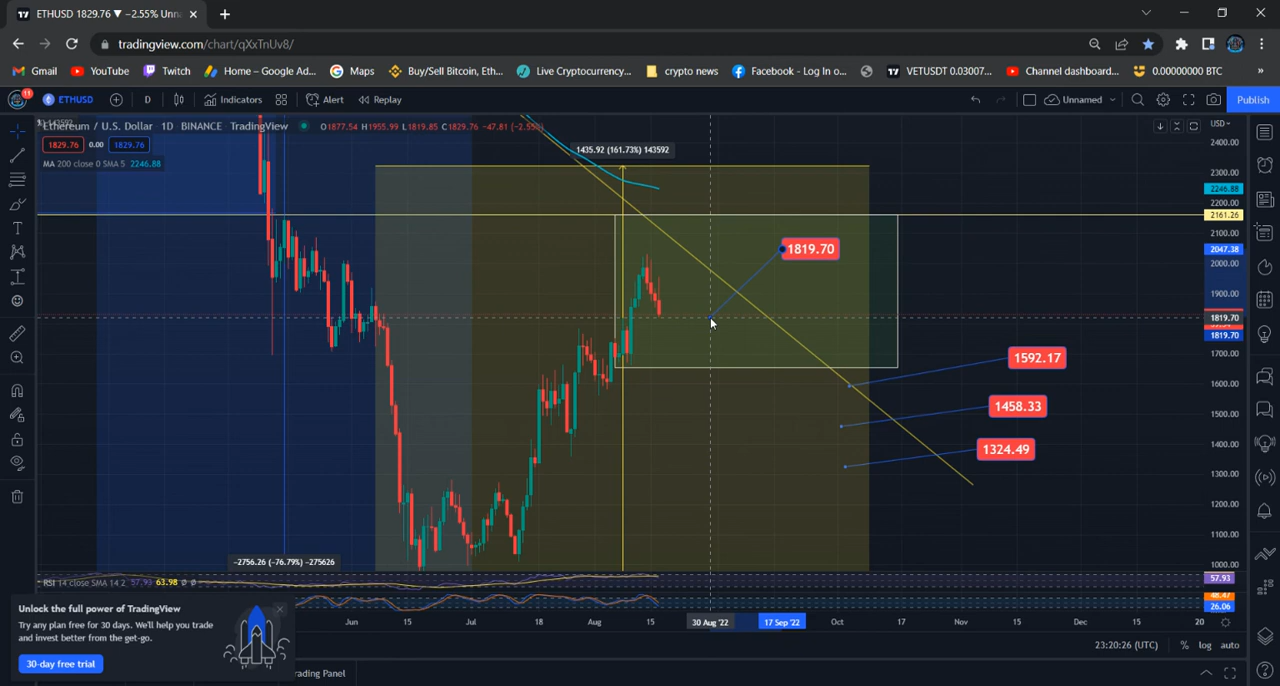 ETHUSD 1829.76 ▼ −2.55% Unna
tradingview.com/chart/qXxTnUv8/
Gmail YouTube Twitch Home – Google Ad... Maps Buy/Sell Bitcoin, Eth... Live Cryptocurrency... crypto news Facebook - Log In o... VETUSDT 0.03007... Channel dashboard... 0.00000000 BTC »
11 ETHUSD D Indicators Alert Replay Unnamed Publish
Ethereum / U.S. Dollar · 1D · BINANCE · TradingView O1877.54 H1955.99 L1819.85 C1829.76 −47.81 (−2.55%) USD
1829.76 0.00 1829.76
MA 200 close 0 SMA 5 2246.88
1435.92 (161.73%) 143592
2400.00
2300.00
2246.88
2200.00
2161.26
2100.00
2047.38
2000.00
1900.00
1819.70
1819.70
1700.00
1600.00
1500.00
1400.00
1300.00
1200.00
1100.00
1000.00
1819.70
1592.17
1458.33
1324.49
−2756.26 (−76.79%) −275626
RSI 14 close SMA 14 2 57.93 63.98 Ø Ø
57.93
48.47
26.06
Jun 15 Jul 18 Aug 15 30 Aug '22 17 Sep '22 Oct 17 Nov 15 Dec 15 20
23:20:26 (UTC) % log auto
Unlock the full power of TradingView
Try any plan free for 30 days. We'll help you trade
and invest better from the get-go.
30-day free trial
rading Panel